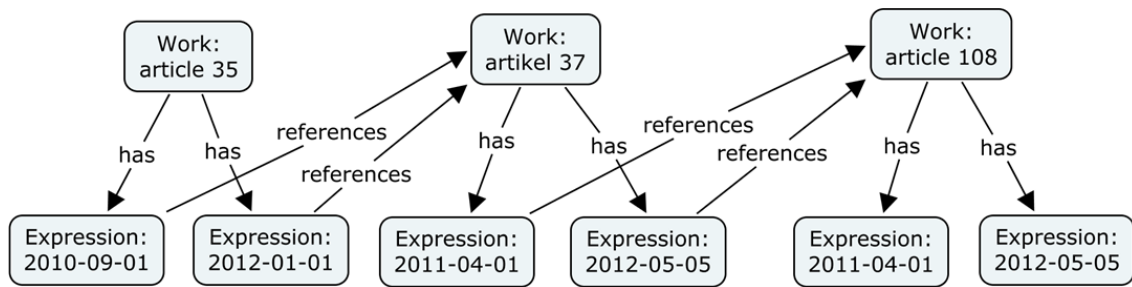 Work:
article 35
Work:
artikel 37
Work:
article 108
references
references
has
has
references
has
has
references
has
has
Expression:
2010-09-01
Expression:
2012-01-01
Expression:
2011-04-01
Expression:
2012-05-05
Expression:
2011-04-01
Expression:
2012-05-05